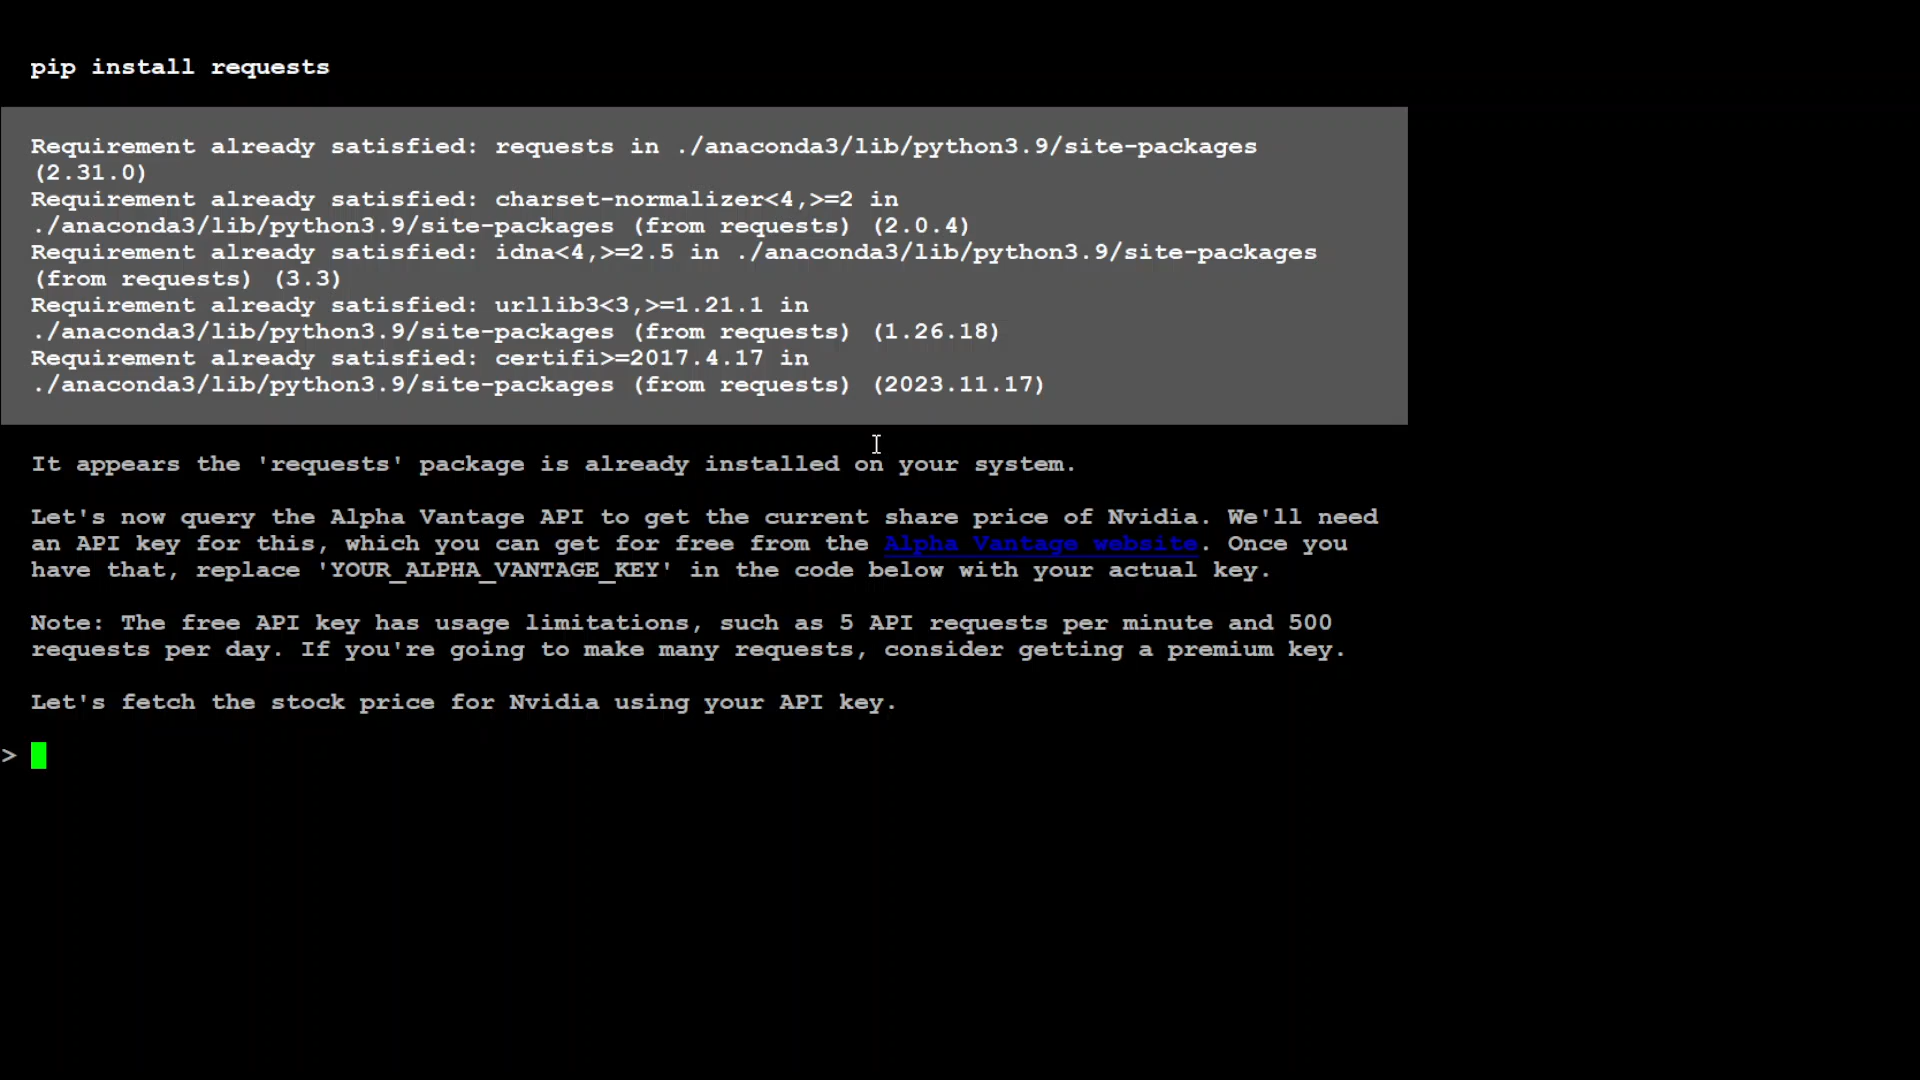 pip install requests
Requirement already satisfied: requests in ./anaconda3/lib/python3.9/site-packages
(2.31.0)
Requirement already satisfied: charset-normalizer<4,>=2 in
./anaconda3/lib/python3.9/site-packages (from requests) (2.0.4)
Requirement already satisfied: idna<4,>=2.5 in ./anaconda3/lib/python3.9/site-packages
(from requests) (3.3)
Requirement already satisfied: urllib3<3,>=1.21.1 in
./anaconda3/lib/python3.9/site-packages (from requests) (1.26.18)
Requirement already satisfied: certifi>=2017.4.17 in
./anaconda3/lib/python3.9/site-packages (from requests) (2023.11.17)
It appears the 'requests' package is already installed on your system.
Let's now query the Alpha Vantage API to get the current share price of Nvidia. We'll need
an API key for this, which you can get for free from the Alpha Vantage website. Once you
have that, replace 'YOUR_ALPHA_VANTAGE_KEY' in the code below with your actual key.
Note: The free API key has usage limitations, such as 5 API requests per minute and 500
requests per day. If you're going to make many requests, consider getting a premium key.
Let's fetch the stock price for Nvidia using your API key.
>